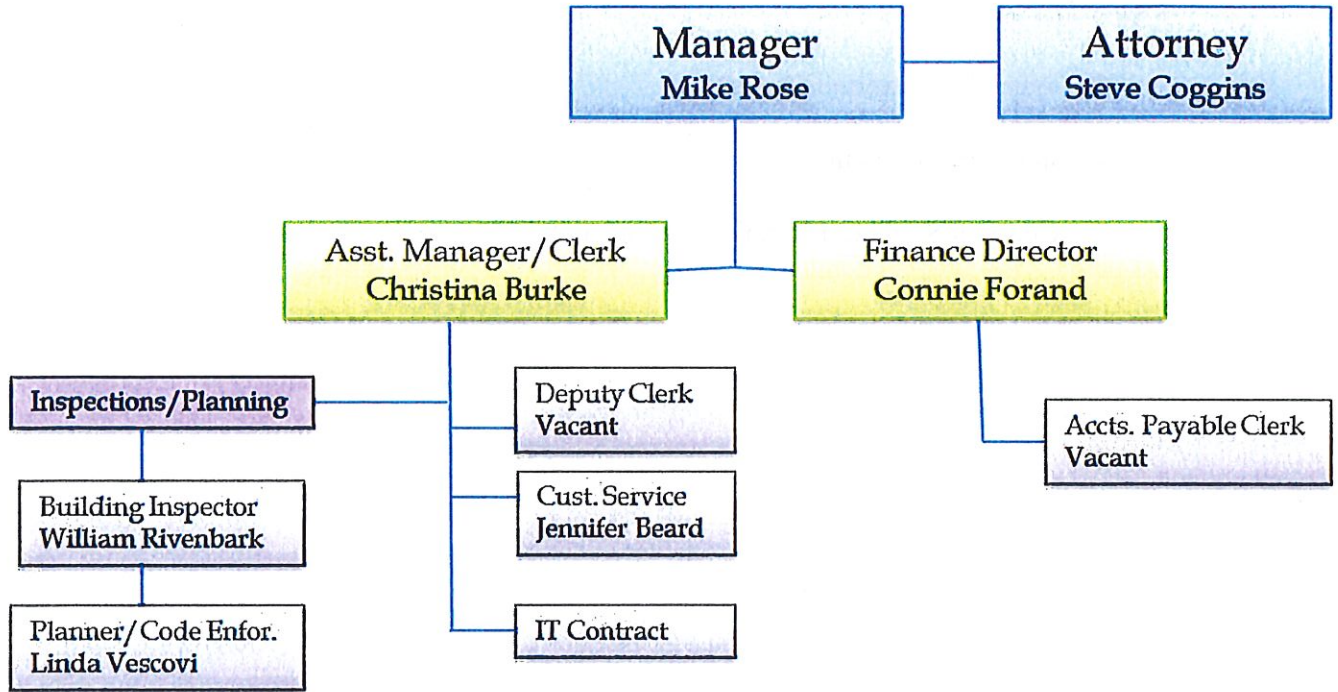 Manager
Mike Rose
Attorney
Steve Coggins
Asst. Manager/Clerk
Christina Burke
Finance Director
Connie Forand
Inspections/Planning
Deputy Clerk
Vacant
Accts. Payable Clerk
Vacant
Building Inspector
William Rivenbark
Cust. Service
Jennifer Beard
Planner/Code Enfor.
Linda Vescovi
IT Contract